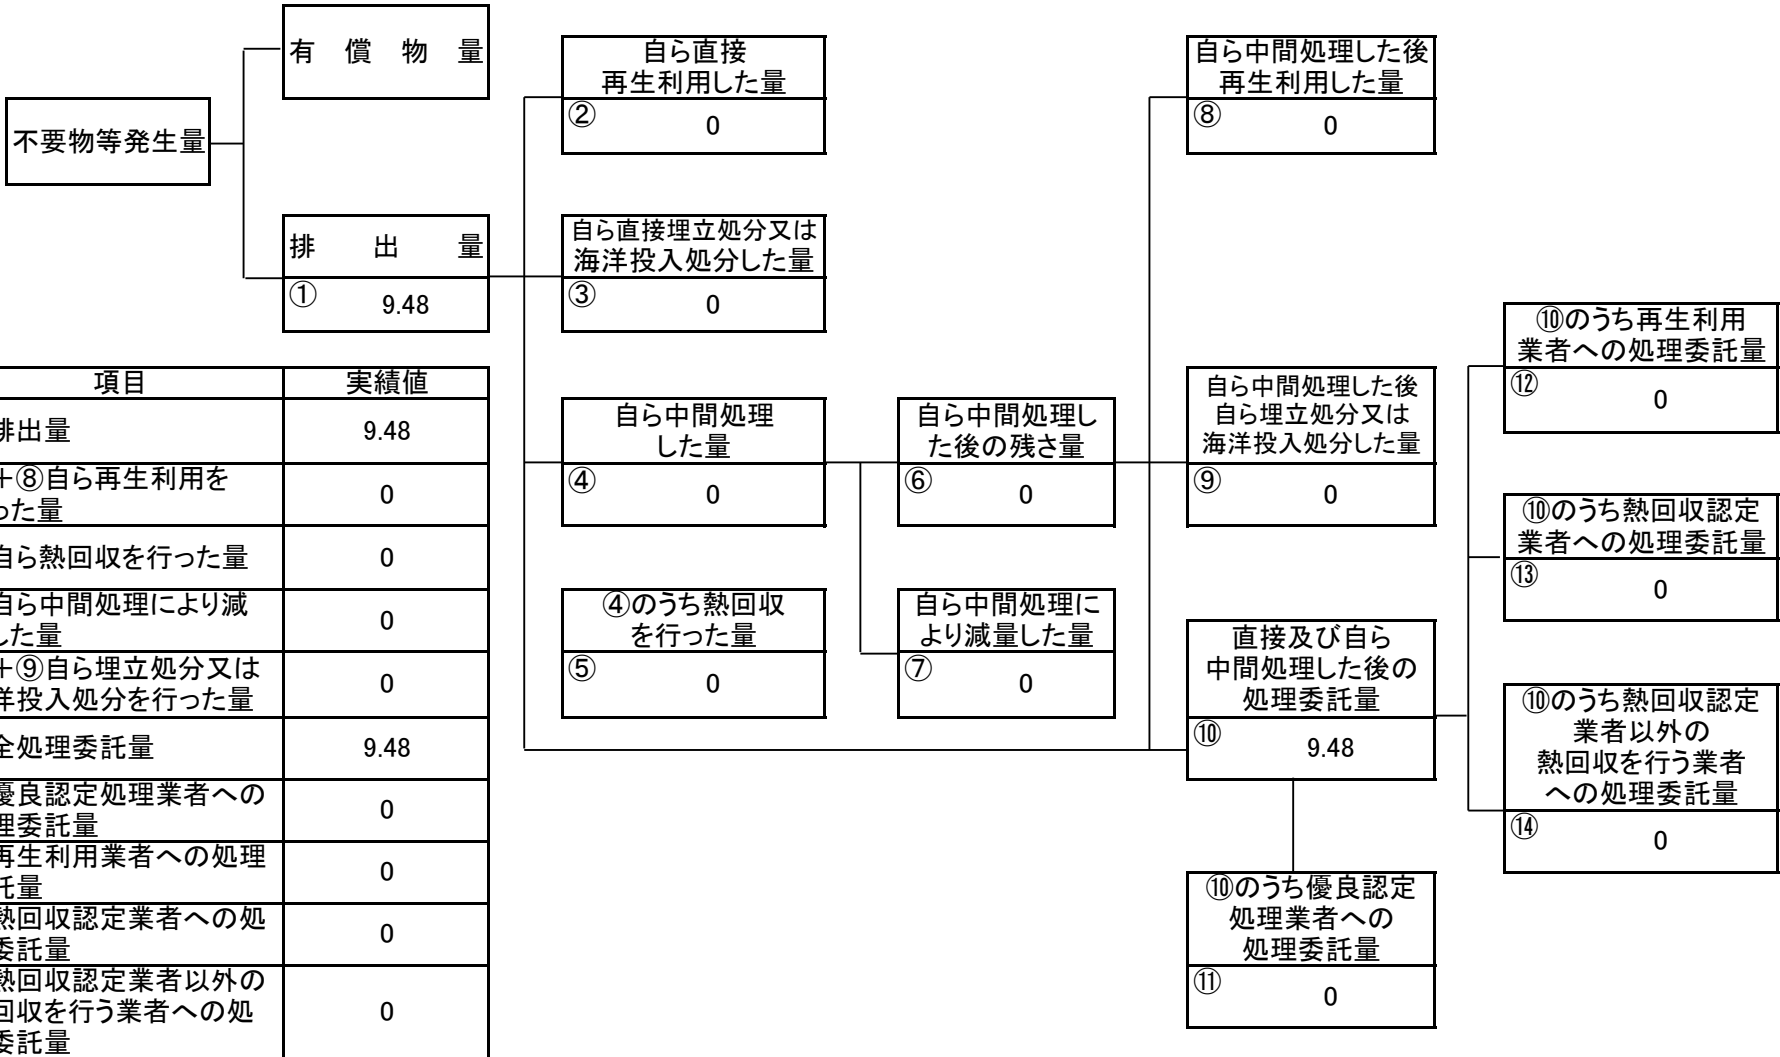 不要物等発生量
有償物量
排出量
①
9.48
自ら直接
再生利用した量
②
0
自ら直接埋立処分又は
海洋投入処分した量
③
0
自ら中間処理
した量
④
0
④のうち熱回収
を行った量
⑤
0
自ら中間処理し
た後の残さ量
⑥
0
自ら中間処理に
より減量した量
⑦
0
自ら中間処理した後
再生利用した量
⑧
0
自ら中間処理した後
自ら埋立処分又は
海洋投入処分した量
⑨
0
直接及び自ら
中間処理した後の
処理委託量
⑩
9.48
⑩のうち優良認定
処理業者への
処理委託量
⑪
0
⑩のうち再生利用
業者への処理委託量
⑫
0
⑩のうち熱回収認定
業者への処理委託量
⑬
0
⑩のうち熱回収認定
業者以外の
熱回収を行う業者
への処理委託量
⑭
0
項目 実績値
排出量 9.48
+⑧自ら再生利用を
った量
0
自ら熱回収を行った量 0
自ら中間処理により減
した量
0
+⑨自ら埋立処分又は
洋投入処分を行った量
0
全処理委託量 9.48
優良認定処理業者への
理委託量
0
再生利用業者への処理
託量
0
熱回収認定業者への処
委託量
0
熱回収認定業者以外の
回収を行う業者への処
委託量
0